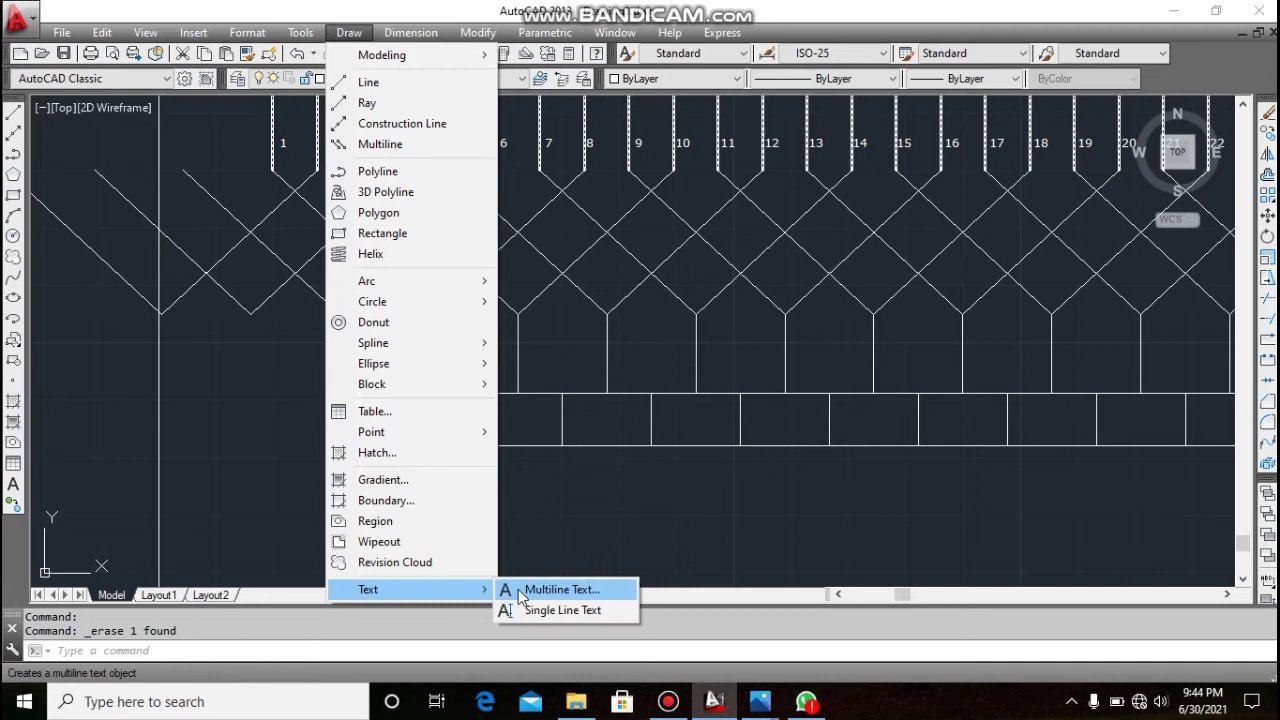 AutoCAD 2013
www.BANDICAM.com
File Edit View Insert Format Tools Draw Dimension Modify Parametric Window Help Express
Standard ISO-25 Standard Standard
AutoCAD Classic ByLayer ByLayer ByLayer ByColor
[−][Top][2D Wireframe]
Modeling
Line
Ray
Construction Line
Multiline
Polyline
3D Polyline
Polygon
Rectangle
Helix
Arc
Circle
Donut
Spline
Ellipse
Block
Table...
Point
Hatch...
Gradient...
Boundary...
Region
Wipeout
Revision Cloud
Text
Multiline Text...
Single Line Text
1 6 7 8 9 10 11 12 13 14 15 16 17 18 19 20 21 22
N
W TOP E
S
WCS
Y
X
Model Layout1 Layout2
Command:
Command: _erase 1 found
Type a command
Creates a multiline text object
Type here to search
9:44 PM
6/30/2021